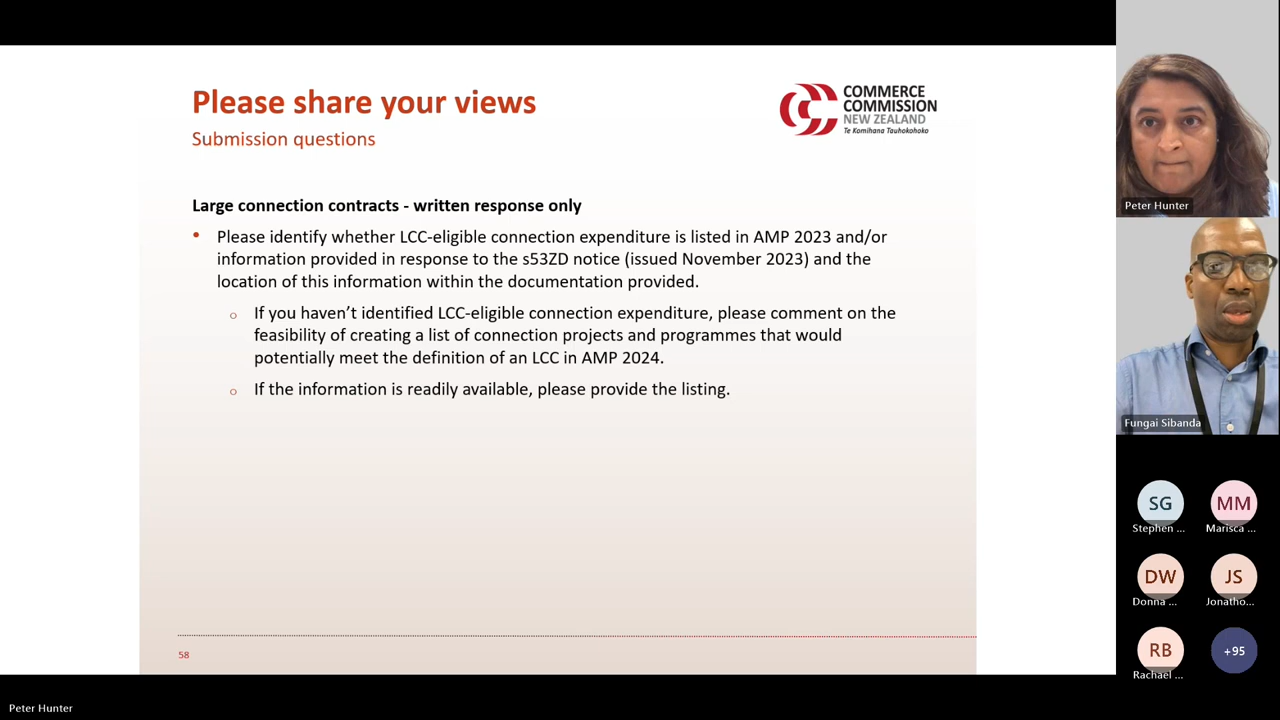 Please share your views
Submission questions
COMMERCE
COMMISSION
NEW ZEALAND
Te Komihana Tauhokohoko
Large connection contracts - written response only
• Please identify whether LCC-eligible connection expenditure is listed in AMP 2023 and/or
information provided in response to the s53ZD notice (issued November 2023) and the
location of this information within the documentation provided.
o If you haven’t identified LCC-eligible connection expenditure, please comment on the
feasibility of creating a list of connection projects and programmes that would
potentially meet the definition of an LCC in AMP 2024.
o If the information is readily available, please provide the listing.
58
Peter Hunter
Fungai Sibanda
SG
Stephen ...
MM
Marisca ...
DW
Donna ...
JS
Jonatho...
RB
Rachael ...
+95
Peter Hunter